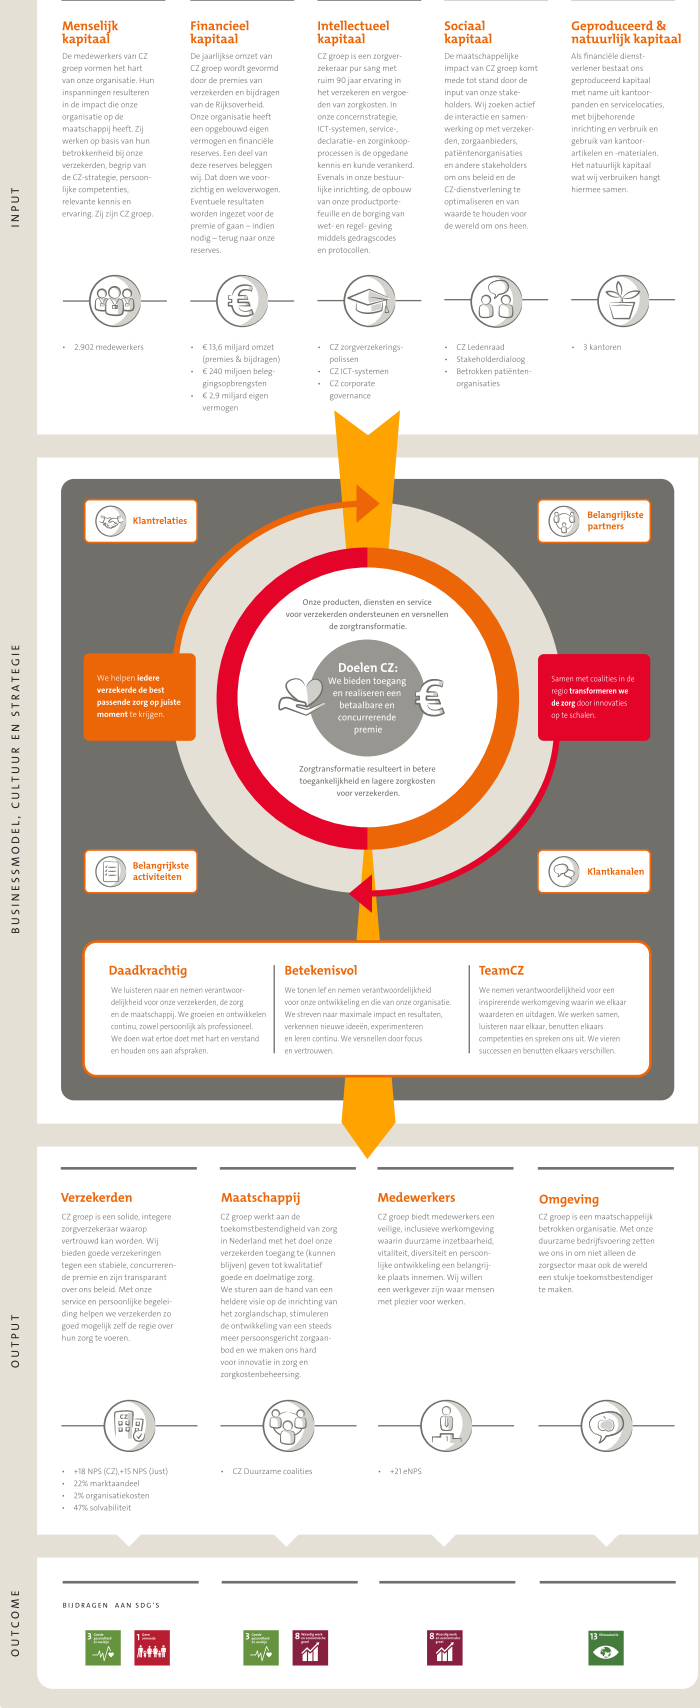 INPUT
Menselijk
kapitaal
De medewerkers van CZ
groep vormen het hart
van onze organisatie. Hun
inspanningen resulteren
in de impact die onze
organisatie op de
maatschappij heeft. Zij
werken op basis van hun
betrokkenheid bij onze
verzekerden, begrip van
de CZ-strategie, persoon-
lijke competenties,
relevante kennis en
ervaring. Zij zijn CZ groep.
• 2.902 medewerkers
Financieel
kapitaal
De jaarlijkse omzet van
CZ groep wordt gevormd
door de premies van
verzekerden en bijdragen
van de Rijksoverheid.
Onze organisatie heeft
een opgebouwd eigen
vermogen en financiële
reserves. Een deel van
deze reserves beleggen
wij. Dat doen we voor-
zichtig en weloverwogen.
Eventuele resultaten
worden ingezet voor de
premie of gaan – indien
nodig – terug naar onze
reserves.
• € 13,6 miljard omzet
(premies & bijdragen)
• € 240 miljoen beleg-
gingsopbrengsten
• € 2,9 miljard eigen
vermogen
Intellectueel
kapitaal
CZ groep is een zorgver-
zekeraar pur sang met
ruim 90 jaar ervaring in
het verzekeren en vergoe-
den van zorgkosten. In
onze concernstrategie,
ICT-systemen, service-,
declaratie- en zorginkoop-
processen is de opgedane
kennis en kunde verankerd.
Evenals in onze bestuur-
lijke inrichting, de opbouw
van onze productporte-
feuille en de borging van
wet- en regel- geving
middels gedragscodes
en protocollen.
• CZ zorgverzekerings-
polissen
• CZ ICT-systemen
• CZ corporate
governance
Sociaal
kapitaal
De maatschappelijke
impact van CZ groep komt
mede tot stand door de
input van onze stake-
holders. Wij zoeken actief
de interactie en samen-
werking op met verzeker-
den, zorgaanbieders,
patiëntenorganisaties
en andere stakeholders
om ons beleid en de
CZ-dienstverlening te
optimaliseren en van
waarde te houden voor
de wereld om ons heen.
• CZ Ledenraad
• Stakeholderdialoog
• Betrokken patiënten-
organisaties
Geproduceerd &
natuurlijk kapitaal
Als financiële dienst-
verlener bestaat ons
geproduceerd kapitaal
met name uit kantoor-
panden en servicelocaties,
met bijbehorende
inrichting en verbruik en
gebruik van kantoor-
artikelen en -materialen.
Het natuurlijk kapitaal
wat wij verbruiken hangt
hiermee samen.
• 3 kantoren
BUSINESSMODEL, CULTUUR EN STRATEGIE
Klantrelaties
Belangrijkste
partners
Onze producten, diensten en service
voor verzekerden ondersteunen en versnellen
de zorgtransformatie.
We helpen iedere
verzekerde de best
passende zorg op juiste
moment te krijgen.
Doelen CZ:
We bieden toegang
en realiseren een
betaalbare en
concurrerende
premie
€
Samen met coalities in de
regio transformeren we
de zorg door innovaties
op te schalen.
Zorgtransformatie resulteert in betere
toegankelijkheid en lagere zorgkosten
voor verzekerden.
Belangrijkste
activiteiten
Klantkanalen
Daadkrachtig
We luisteren naar en nemen verantwoor-
delijkheid voor onze verzekerden, de zorg
en de maatschappij. We groeien en ontwikkelen
continu, zowel persoonlijk als professioneel.
We doen wat ertoe doet met hart en verstand
en houden ons aan afspraken.
Betekenisvol
We tonen lef en nemen verantwoordelijkheid
voor onze ontwikkeling en die van onze organisatie.
We streven naar maximale impact en resultaten,
verkennen nieuwe ideeën, experimenteren
en leren continu. We versnellen door focus
en vertrouwen.
TeamCZ
We nemen verantwoordelijkheid voor een
inspirerende werkomgeving waarin we elkaar
waarderen en uitdagen. We werken samen,
luisteren naar elkaar, benutten elkaars
competenties en spreken ons uit. We vieren
successen en benutten elkaars verschillen.
OUTPUT
Verzekerden
CZ groep is een solide, integere
zorgverzekeraar waarop
vertrouwd kan worden. Wij
bieden goede verzekeringen
tegen een stabiele, concurreren-
de premie en zijn transparant
over ons beleid. Met onze
service en persoonlijke begelei-
ding helpen we verzekerden zo
goed mogelijk zelf de regie over
hun zorg te voeren.
CZ
• +18 NPS (CZ),+15 NPS (Just)
• 22% marktaandeel
• 2% organisatiekosten
• 47% solvabiliteit
Maatschappij
CZ groep werkt aan de
toekomstbestendigheid van zorg
in Nederland met het doel onze
verzekerden toegang te (kunnen
blijven) geven tot kwalitatief
goede en doelmatige zorg.
We sturen aan de hand van een
heldere visie op de inrichting van
het zorglandschap, stimuleren
de ontwikkeling van een steeds
meer persoonsgericht zorgaan-
bod en we maken ons hard
voor innovatie in zorg en
zorgkostenbeheersing.
• CZ Duurzame coalities
Medewerkers
CZ groep biedt medewerkers een
veilige, inclusieve werkomgeving
waarin duurzame inzetbaarheid,
vitaliteit, diversiteit en persoon-
lijke ontwikkeling een belangrij-
ke plaats innemen. Wij willen
een werkgever zijn waar mensen
met plezier voor werken.
• +21 eNPS
Omgeving
CZ groep is een maatschappelijk
betrokken organisatie. Met onze
duurzame bedrijfsvoering zetten
we ons in om niet alleen de
zorgsector maar ook de wereld
een stukje toekomstbestendiger
te maken.
OUTCOME
BIJDRAGEN AAN SDG'S
3 Goede
gezondheid
1 Geen
armoede
3 Goede
gezondheid
8 Waardig werk
en economische
groei
8 Waardig werk
en economische
groei
13